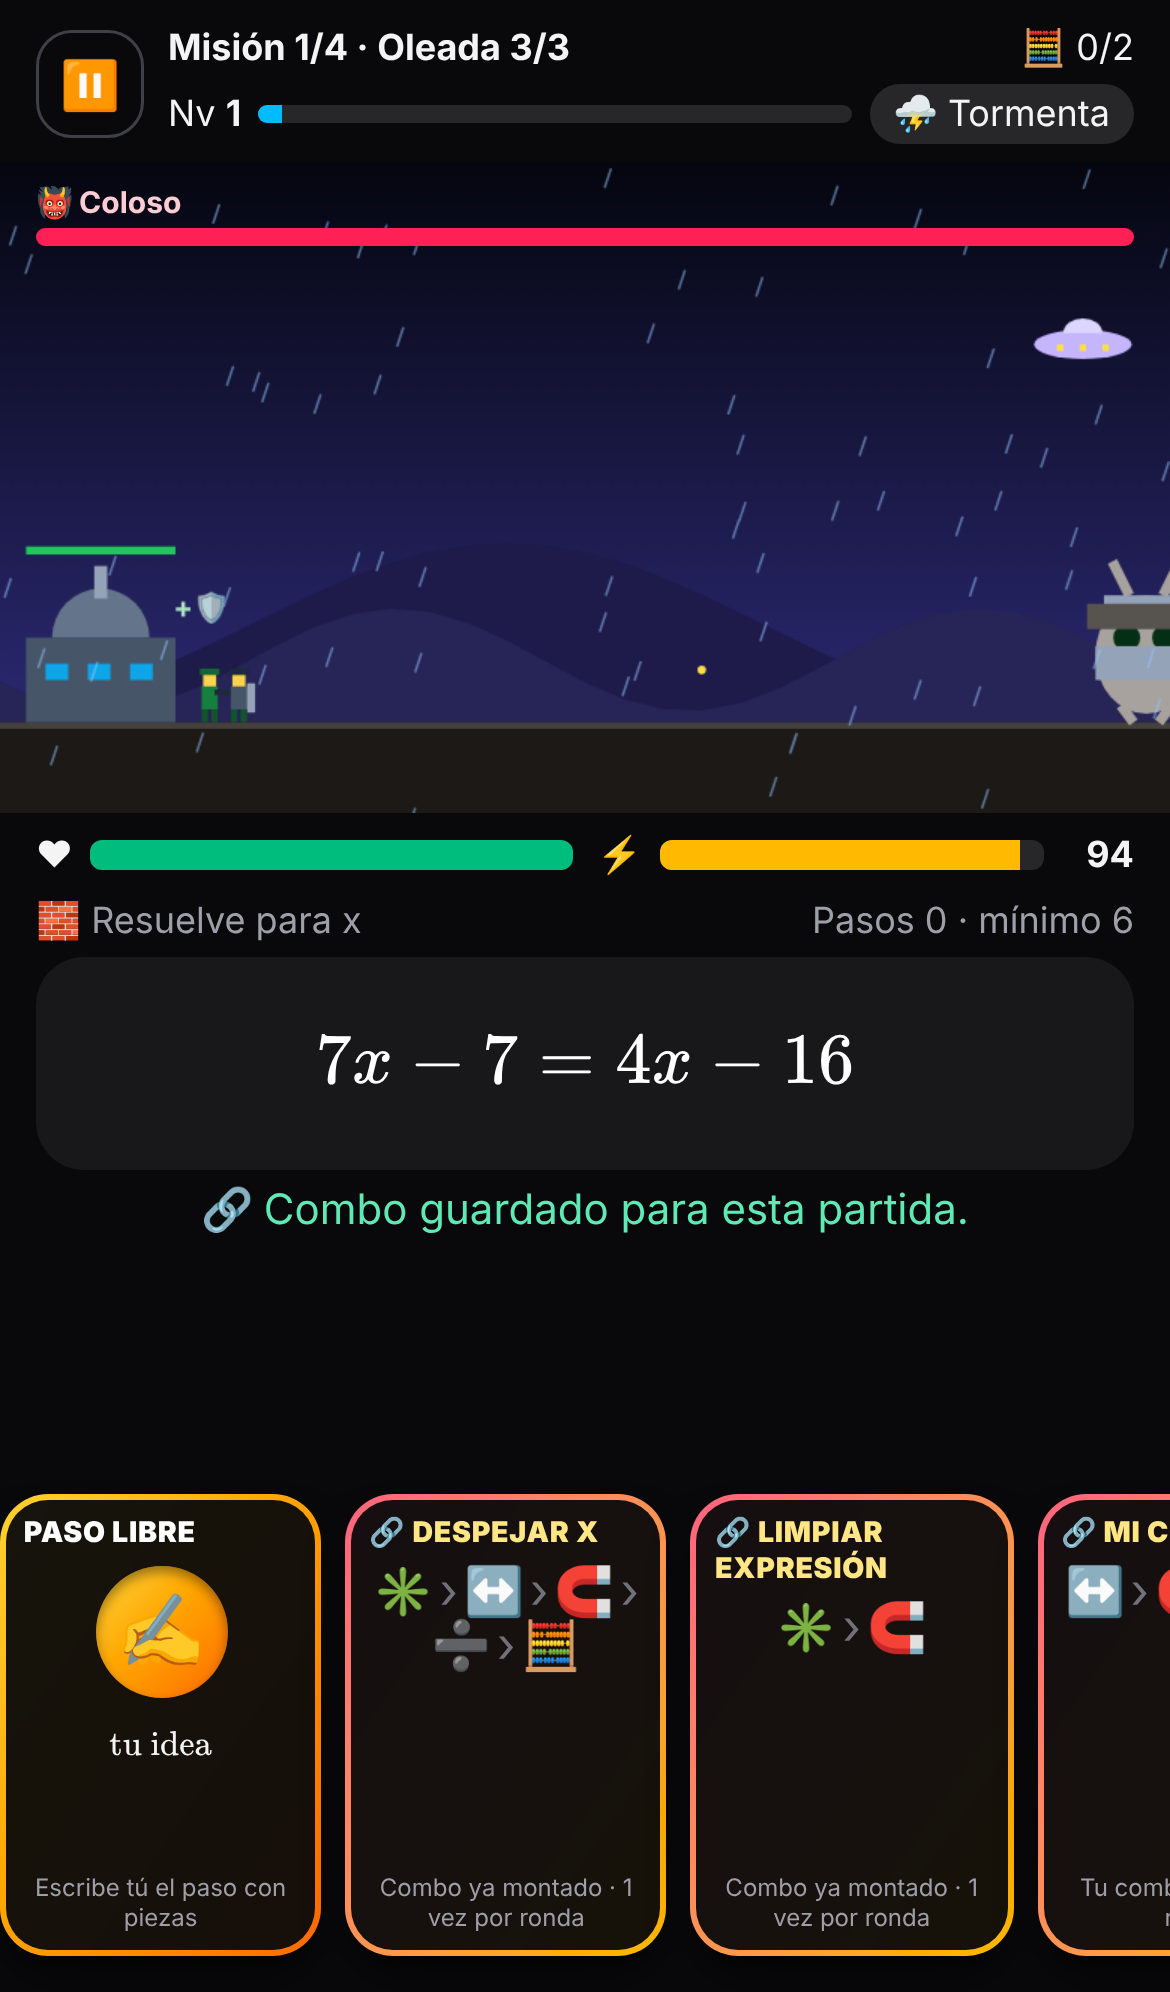 Misión 1/4 · Oleada 3/3
🧮 0/2
Nv 1
⛈️ Tormenta
👹 Coloso
+🛡️
94
🧱 Resuelve para x
Pasos 0 · mínimo 6
7x − 7 = 4x − 16
🔗 Combo guardado para esta partida.
PASO LIBRE
tu idea
Escribe tú el paso con
piezas
🔗 DESPEJAR X
✳️ › ↔️ › 🧲 ›
➗ › 🧮
Combo ya montado · 1
vez por ronda
🔗 LIMPIAR
EXPRESIÓN
✳️ › 🧲
Combo ya montado · 1
vez por ronda
🔗 MI C
↔️ ›
Tu comb